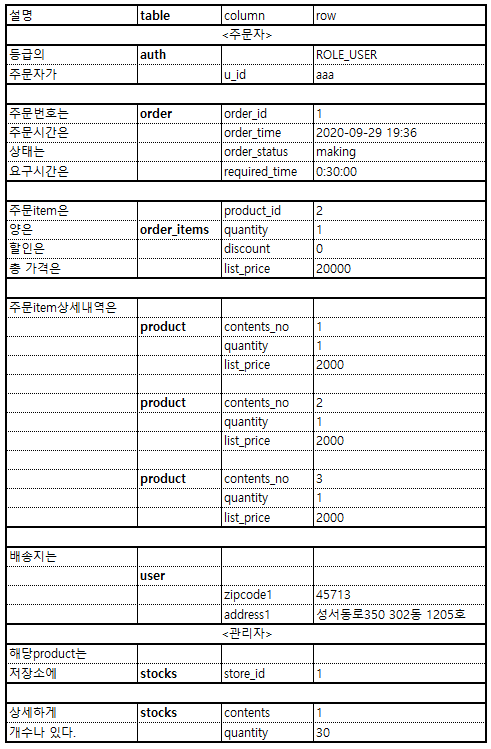 설명 table column row
<주문자>
등급의 auth ROLE_USER
주문자가 u_id aaa
주문번호는 order order_id 1
주문시간은 order_time 2020-09-29 19:36
상태는 order_status making
요구시간은 required_time 0:30:00
주문item은 product_id 2
양은 order_items quantity 1
할인은 discount 0
총 가격은 list_price 20000
주문item상세내역은
product contents_no 1
quantity 1
list_price 2000
product contents_no 2
quantity 1
list_price 2000
product contents_no 3
quantity 1
list_price 2000
배송지는
user
zipcode1 45713
address1 성서동로350 302동 1205호
<관리자>
해당product는
저장소에 stocks store_id 1
상세하게 stocks contents 1
개수나 있다. quantity 30